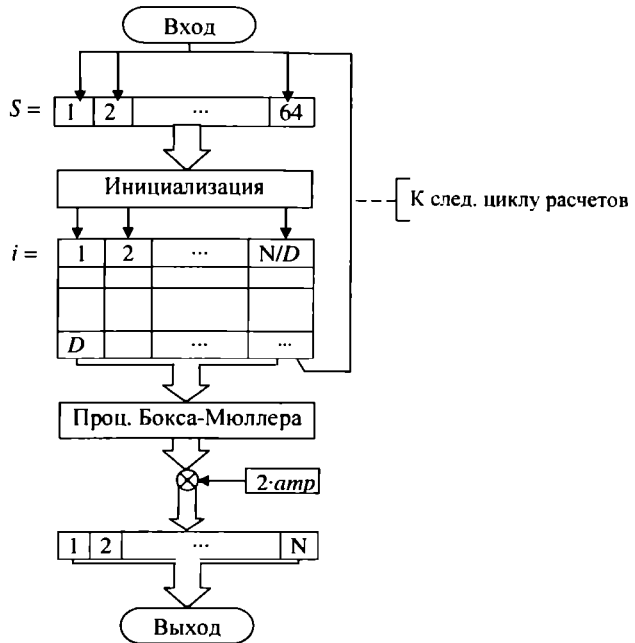 Вход
S = 1 2 ... 64
Инициализация
К след. циклу расчетов
i = 1 2 ... N/D
D ... ...
Проц. Бокса-Мюллера
2·amp
1 2 ... N
Выход